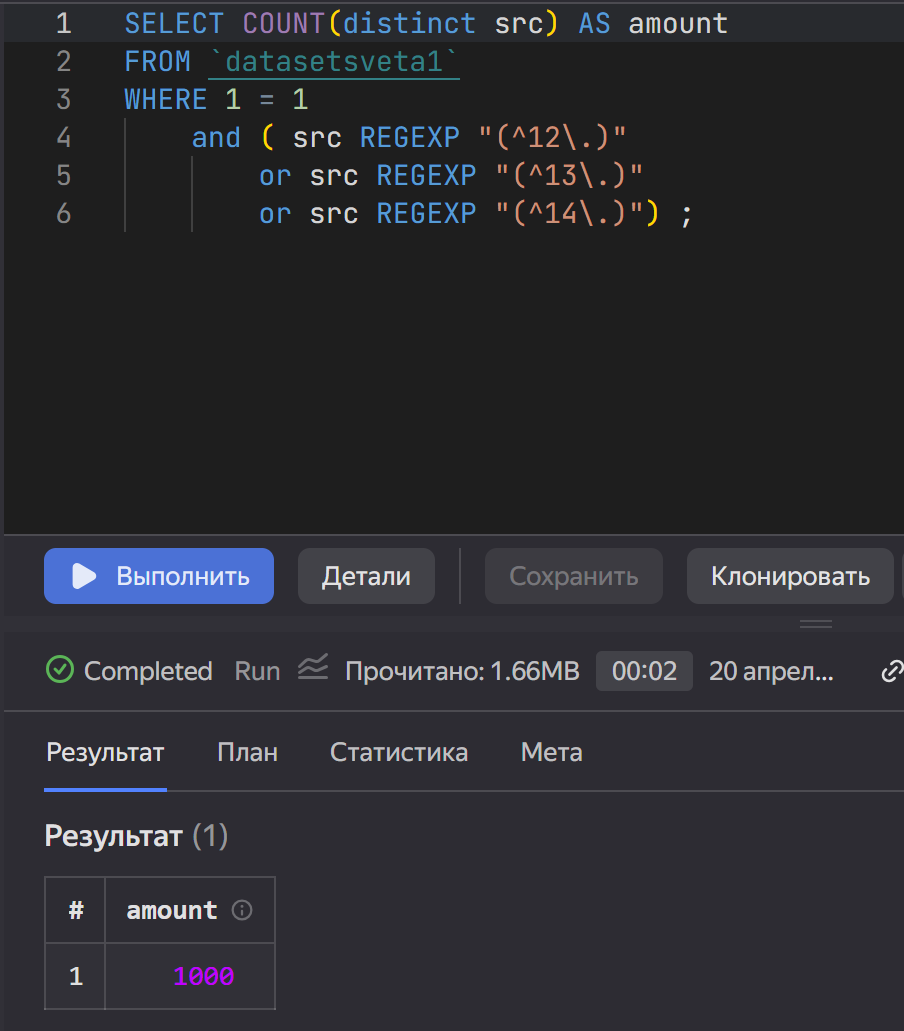 1 SELECT COUNT(distinct src) AS amount
2 FROM `datasetsveta1`
3 WHERE 1 = 1
4 and ( src REGEXP "(^12\.)"
5 or src REGEXP "(^13\.)"
6 or src REGEXP "(^14\.)") ;
Выполнить Детали Сохранить Клонировать
Completed Run Прочитано: 1.66MB 00:02 20 апрел...
Результат План Статистика Мета
Результат (1)
# amount
1 1000